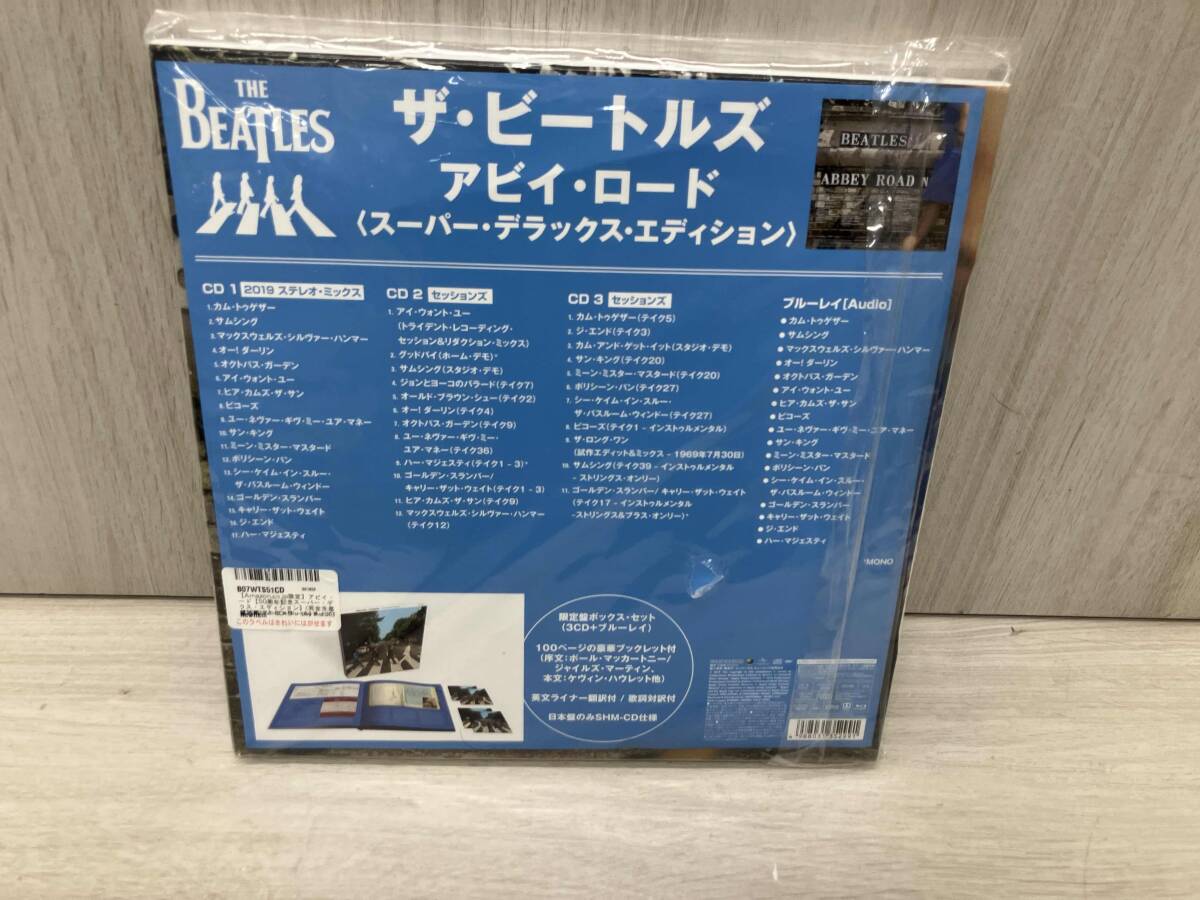 THE
BEATLES
ザ・ビートルズ
アビイ・ロード
〈スーパー・デラックス・エディション〉
BEATLES
ABBEY ROAD N
CD 1 2019 ステレオ・ミックス
1. カム・トゥゲザー
2. サムシング
3. マックスウェルズ・シルヴァー・ハンマー
4. オー! ダーリン
5. オクトパス・ガーデン
6. アイ・ウォント・ユー
7. ヒア・カムズ・ザ・サン
8. ビコーズ
9. ユー・ネヴァー・ギヴ・ミー・ユア・マネー
10. サン・キング
11. ミーン・ミスター・マスタード
12. ポリシーン・パン
13. シー・ケイム・イン・スルー・
ザ・バスルーム・ウィンドー
14. ゴールデン・スランバー
15. キャリー・ザット・ウェイト
16. ジ・エンド
17. ハー・マジェスティ
CD 2 セッションズ
1. アイ・ウォント・ユー
(トライデント・レコーディング・
セッション&リダクション・ミックス)
2. グッドバイ(ホーム・デモ)*
3. サムシング(スタジオ・デモ)
4. ジョンとヨーコのバラード(テイク7)
5. オールド・ブラウン・シュー(テイク2)
6. オー! ダーリン(テイク4)
7. オクトパス・ガーデン(テイク9)
8. ユー・ネヴァー・ギヴ・ミー・
ユア・マネー(テイク36)
9. ハー・マジェスティ(テイク1 - 3)*
10. ゴールデン・スランバー/
キャリー・ザット・ウェイト(テイク1 - 3)
11. ヒア・カムズ・ザ・サン(テイク9)
12. マックスウェルズ・シルヴァー・ハンマー
(テイク12)
CD 3 セッションズ
1. カム・トゥゲザー(テイク5)
2. ジ・エンド(テイク3)
3. カム・アンド・ゲット・イット(スタジオ・デモ)
4. サン・キング(テイク20)
5. ミーン・ミスター・マスタード(テイク20)
6. ポリシーン・パン(テイク27)
7. シー・ケイム・イン・スルー・
ザ・バスルーム・ウィンドー(テイク27)
8. ビコーズ(テイク1 - インストゥルメンタル)
9. ザ・ロング・ワン
(試作エディット&ミックス - 1969年7月30日)
10. サムシング(テイク39 - インストゥルメンタル
- ストリングス・オンリー)
11. ゴールデン・スランバー/ キャリー・ザット・ウェイト
(テイク17 - インストゥルメンタル
-ストリングス&ブラス・オンリー)*
ブルーレイ[Audio]
● カム・トゥゲザー
● サムシング
● マックスウェルズ・シルヴァー・ハンマー
● オー! ダーリン
● オクトパス・ガーデン
● アイ・ウォント・ユー
● ヒア・カムズ・ザ・サン
● ビコーズ
● ユー・ネヴァー・ギヴ・ミー・ユア・マネー
● サン・キング
● ミーン・ミスター・マスタード
● ポリシーン・パン
● シー・ケイム・イン・スルー・
ザ・バスルーム・ウィンドー
● ゴールデン・スランバー
● キャリー・ザット・ウェイト
● ジ・エンド
● ハー・マジェスティ
*MONO
B07WTSS1CD
このラベルはきれいにはがせます
限定盤ボックス・セット
(3CD+ブルーレイ)
100ページの豪華ブックレット付
(序文:ポール・マッカートニー/
ジャイルズ・マーティン、
本文:ケヴィン・ハウレット他)
英文ライナー翻訳付 / 歌詞対訳付
日本盤のみSHM-CD仕様